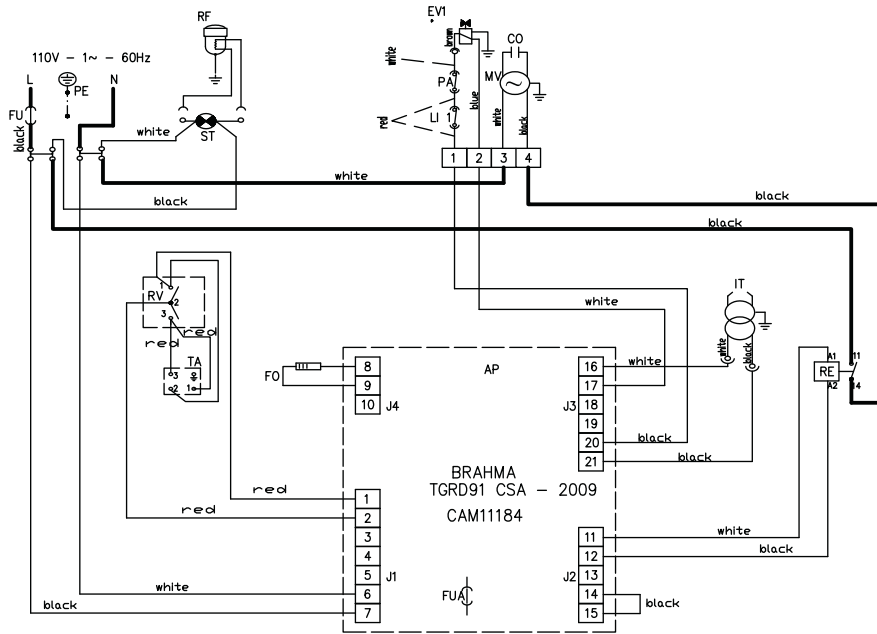 EV1
RF
CO
110V - 1~ - 60Hz
brown
white
L
N
PE
PA
MV
FU
black
white
ST
red
LI 1
blue
white
black
1 2 3 4
white
black
black
black
IT
1
RV
2
3
red
red
white
TA
3
2
1
white
black
A1
11
RE
A2
14
FO
8
9
10
J4
AP
J3
16
17
18
19
20
21
white
black
black
BRAHMA
TGRD91 CSA - 2009
CAM11184
red
red
1
2
3
4
5
6
7
J1
white
black
FUA
J2
11
12
13
14
15
white
black
black